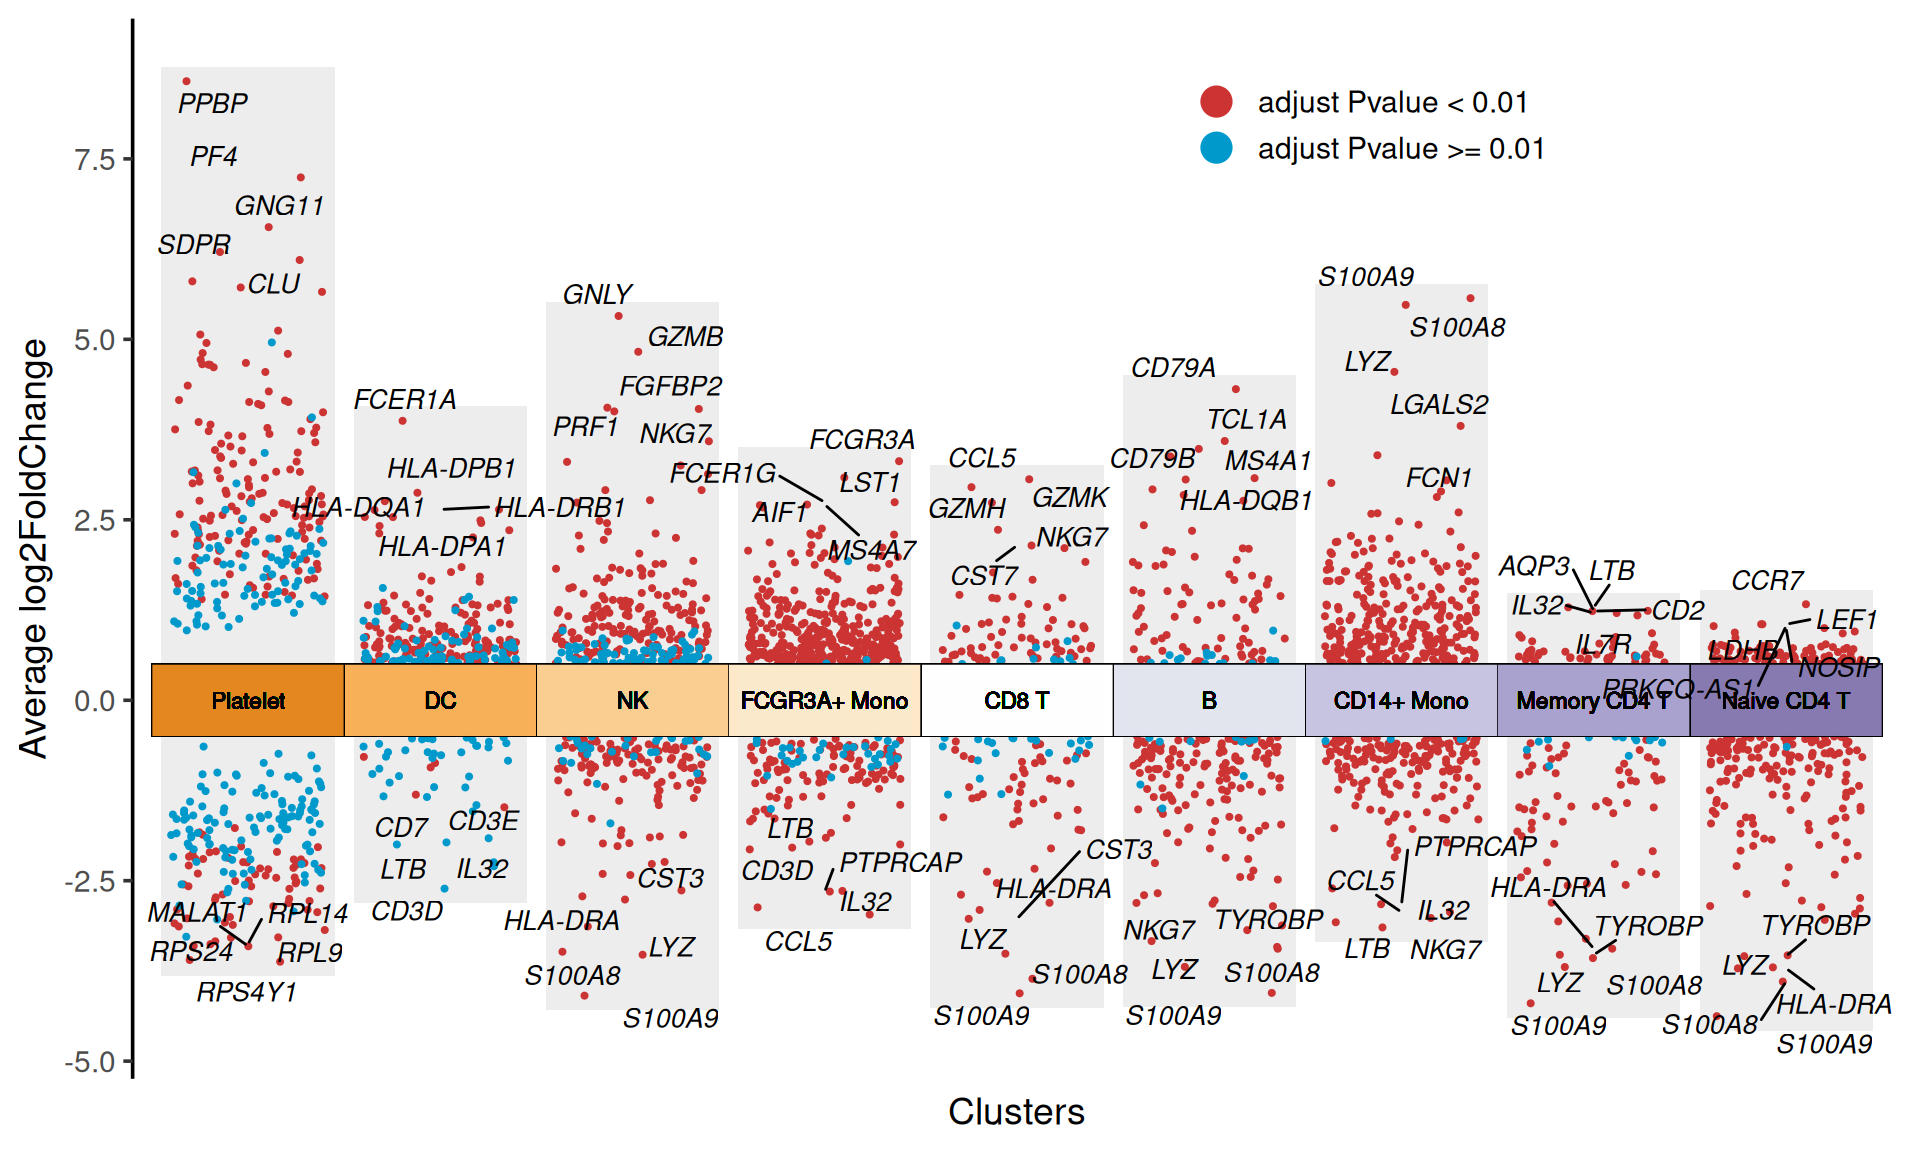 adjust Pvalue < 0.01
adjust Pvalue >= 0.01
Average log2FoldChange
7.5
5.0
2.5
0.0
-2.5
-5.0
PPBP
PF4
GNG11
SDPR
CLU
FCER1A
HLA-DPB1
HLA-DQA1
HLA-DRB1
HLA-DPA1
GNLY
GZMB
FGFBP2
PRF1
NKG7
FCGR3A
FCER1G
LST1
AIF1
MS4A7
CCL5
GZMK
GZMH
NKG7
CST7
CD79A
TCL1A
CD79B
MS4A1
HLA-DQB1
S100A9
S100A8
LYZ
LGALS2
FCN1
AQP3
LTB
IL32
CD2
IL7R
CCR7
LEF1
LDHB
NOSIP
PRKCQ-AS1
Platelet
DC
NK
FCGR3A+ Mono
CD8 T
B
CD14+ Mono
Memory CD4 T
Naive CD4 T
MALAT1
RPL14
RPS24
RPL9
RPS4Y1
CD7
CD3E
LTB
IL32
CD3D
CST3
HLA-DRA
LYZ
S100A8
S100A9
LTB
CD3D
PTPRCAP
IL32
CCL5
CST3
HLA-DRA
LYZ
S100A8
S100A9
NKG7
TYROBP
LYZ
S100A8
S100A9
PTPRCAP
CCL5
IL32
LTB
NKG7
HLA-DRA
TYROBP
LYZ
S100A8
S100A9
TYROBP
LYZ
HLA-DRA
S100A8
S100A9
Clusters